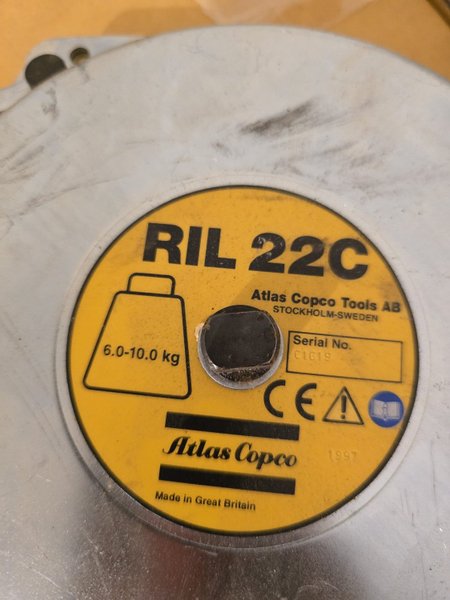 RIL 22C
Atlas Copco Tools AB
STOCKHOLM-SWEDEN
6.0-10.0 kg
Serial No.
C1619
CE
Atlas Copco
1997
Made in Great Britain